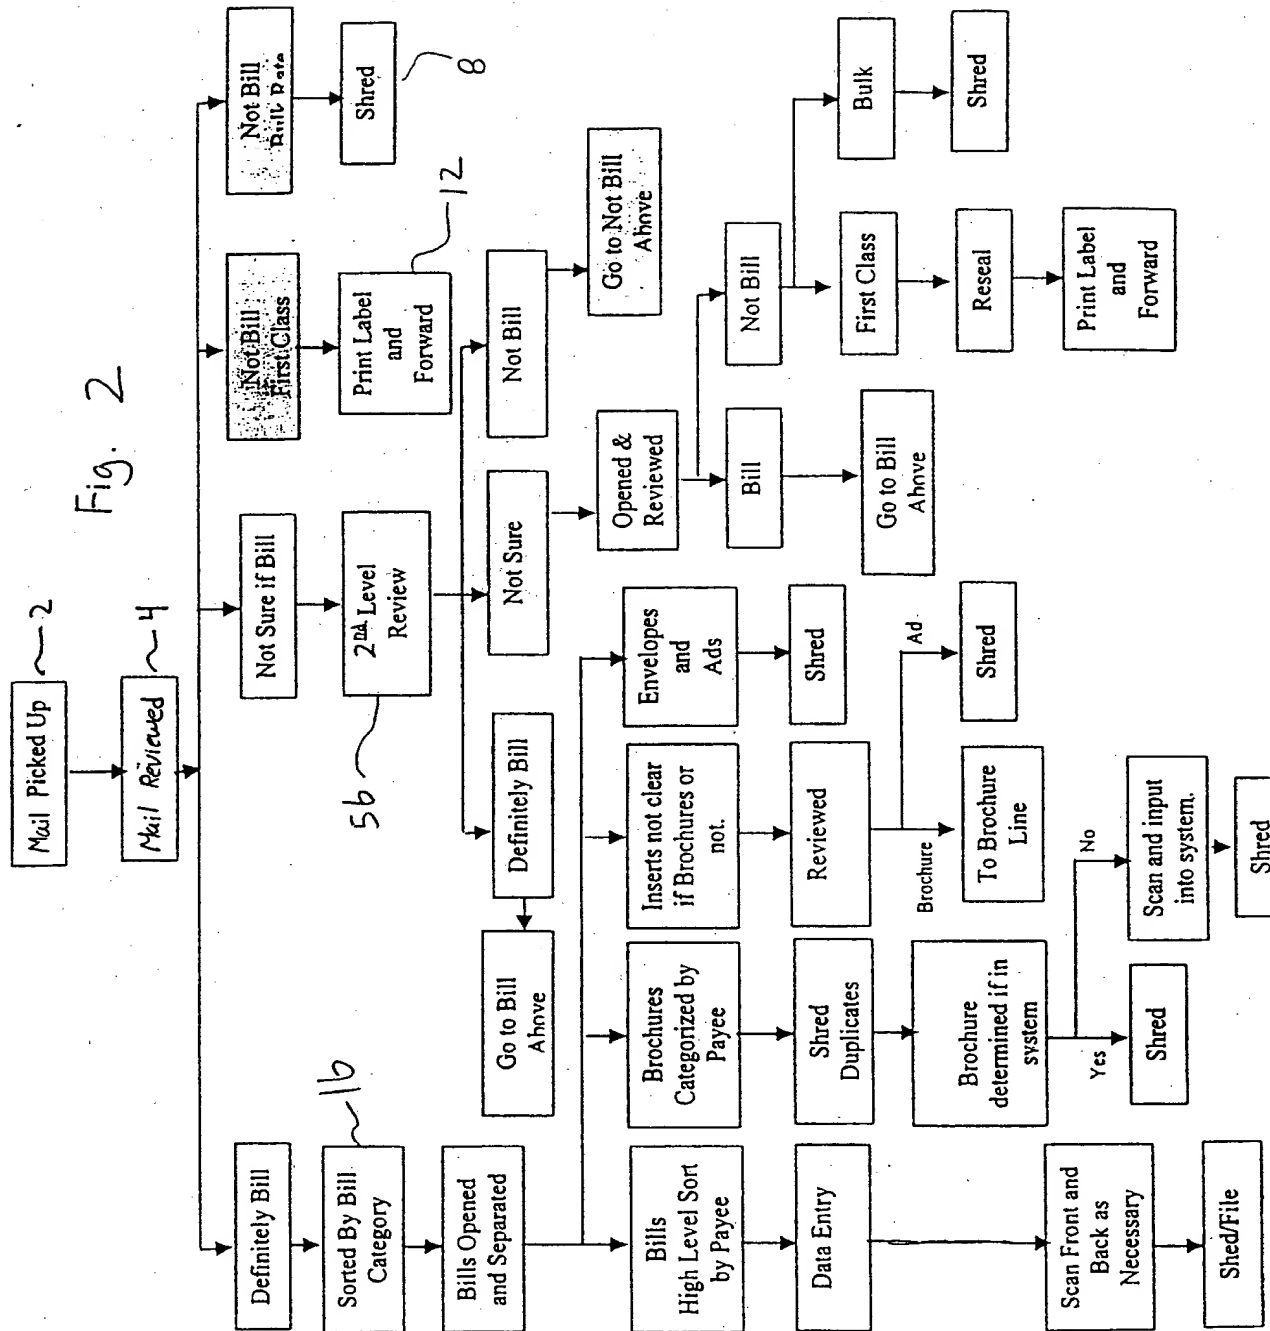 Fig. 2
Mail Picked Up
2
Mail Reviewed
4
Definitely Bill
Not Sure if Bill
Not Bill
First Class
Not Bill
Bulk Rate
Sorted By Bill
Category
16
2nd Level
Review
5b
Print Label
and
Forward
12
Shred
8
Bills Opened
and Separated
Go to Bill
Above
Definitely Bill
Not Sure
Not Bill
Go to Not Bill
Above
Bills
High Level Sort
by Payee
Brochures
Categorized by
Payee
Inserts not clear
if Brochures or
not.
Envelopes
and
Ads
Opened &
Reviewed
Data Entry
Shred
Duplicates
Reviewed
Shred
Bill
Not Bill
Brochure
Ad
Go to Bill
Above
First Class
Bulk
Brochure
determined if in
system
To Brochure
Line
Shred
Reseal
Shred
Yes
No
Print Label
and
Forward
Scan Front and
Back as
Necessary
Shred
Scan and input
into system.
Shed/File
Shred